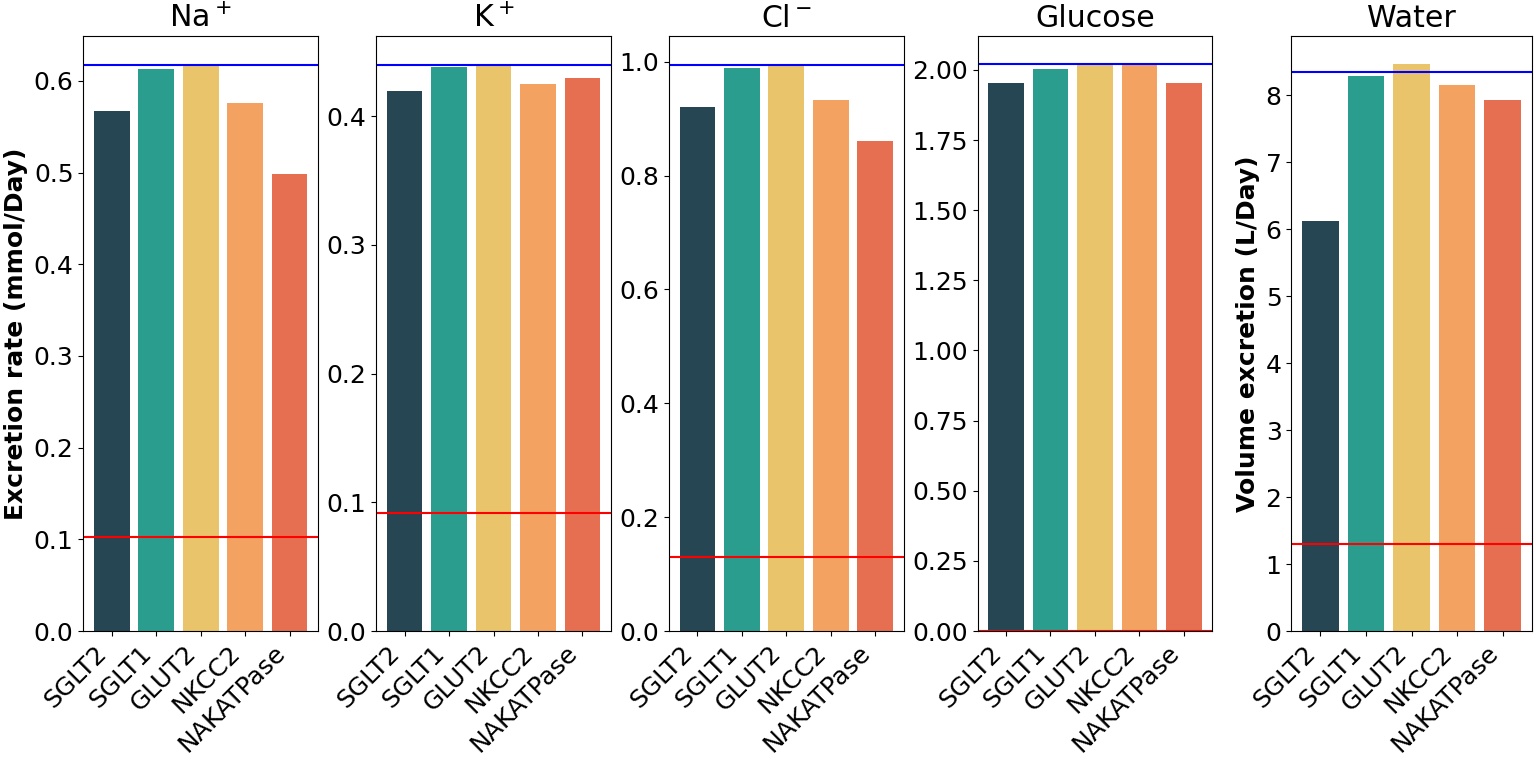 Na+
Excretion rate (mmol/Day)
0.6
0.5
0.4
0.3
0.2
0.1
0.0
SGLT2
SGLT1
GLUT2
NKCC2
NAKATPase
K+
0.4
0.3
0.2
0.1
0.0
SGLT2
SGLT1
GLUT2
NKCC2
NAKATPase
Cl−
1.0
0.8
0.6
0.4
0.2
0.0
SGLT2
SGLT1
GLUT2
NKCC2
NAKATPase
Glucose
2.00
1.75
1.50
1.25
1.00
0.75
0.50
0.25
0.00
SGLT2
SGLT1
GLUT2
NKCC2
NAKATPase
Water
Volume excretion (L/Day)
8
7
6
5
4
3
2
1
0
SGLT2
SGLT1
GLUT2
NKCC2
NAKATPase